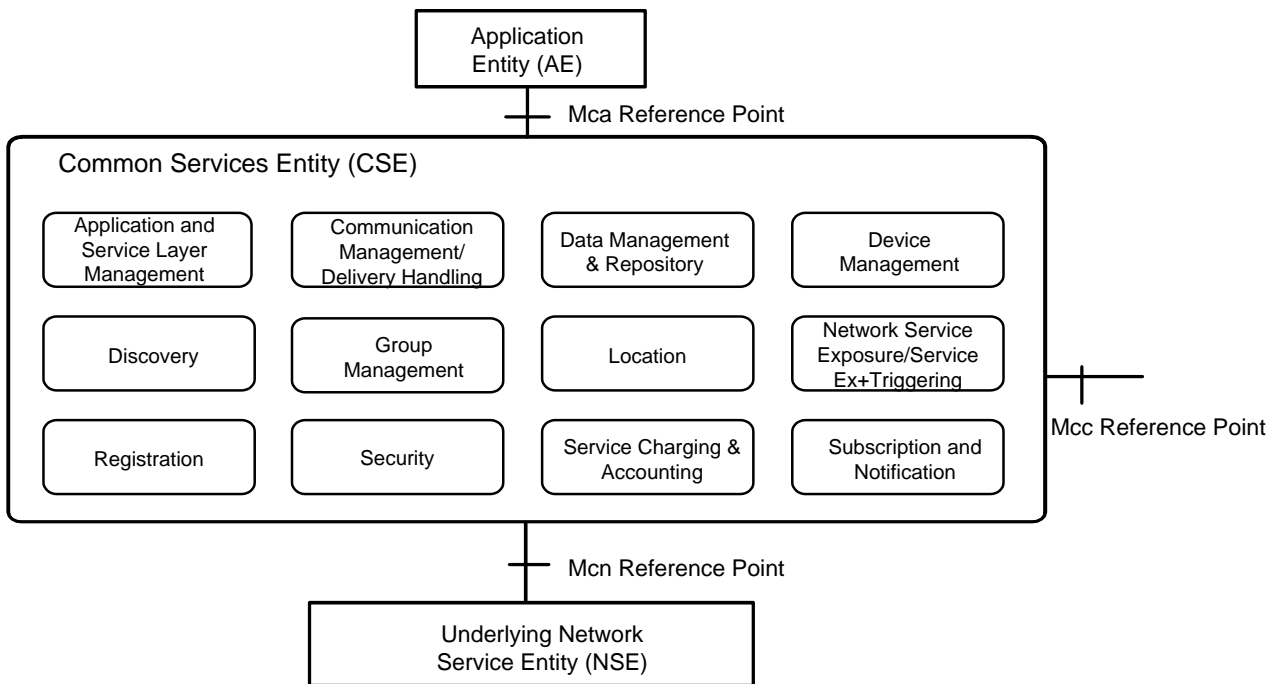 Application
Entity (AE)
Mca Reference Point
Common Services Entity (CSE)
Application and
Service Layer
Management
Communication
Management/
Delivery Handling
Data Management
& Repository
Device
Management
Discovery
Group
Management
Location
Network Service
Exposure/Service
Ex+Triggering
Mcc Reference Point
Registration
Security
Service Charging &
Accounting
Subscription and
Notification
Mcn Reference Point
Underlying Network
Service Entity (NSE)